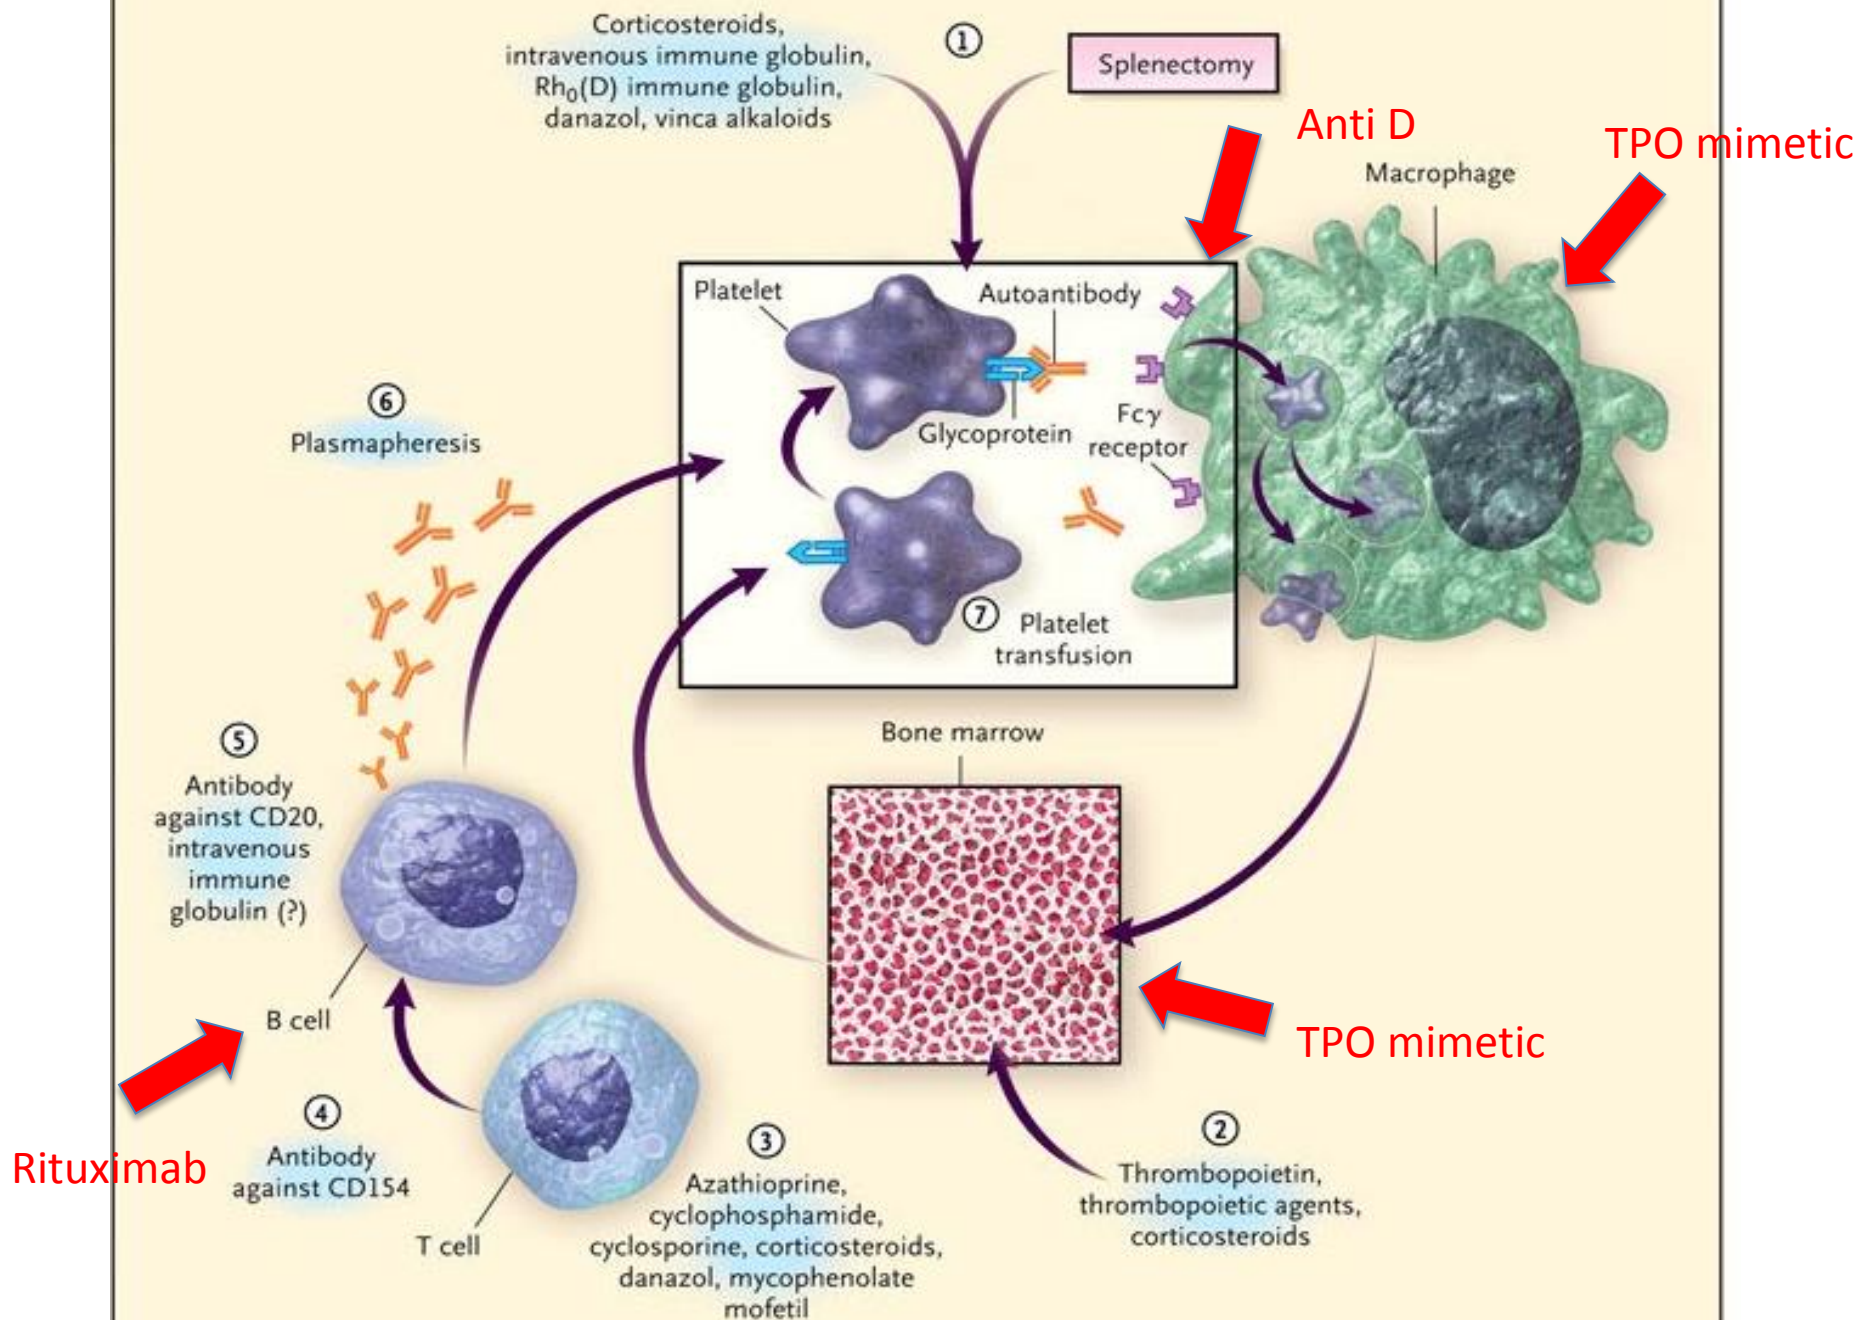 Corticosteroids,
intravenous immune globulin,
Rh₀(D) immune globulin,
danazol, vinca alkaloids
①
Splenectomy
Anti D
TPO mimetic
Macrophage
Platelet
Autoantibody
Glycoprotein
Fcγ
receptor
⑦ Platelet
transfusion
⑥
Plasmapheresis
⑤
Antibody
against CD20,
intravenous
immune
globulin (?)
B cell
Bone marrow
TPO mimetic
Rituximab
④
Antibody
against CD154
T cell
③
Azathioprine,
cyclophosphamide,
cyclosporine, corticosteroids,
danazol, mycophenolate
mofetil
②
Thrombopoietin,
thrombopoietic agents,
corticosteroids